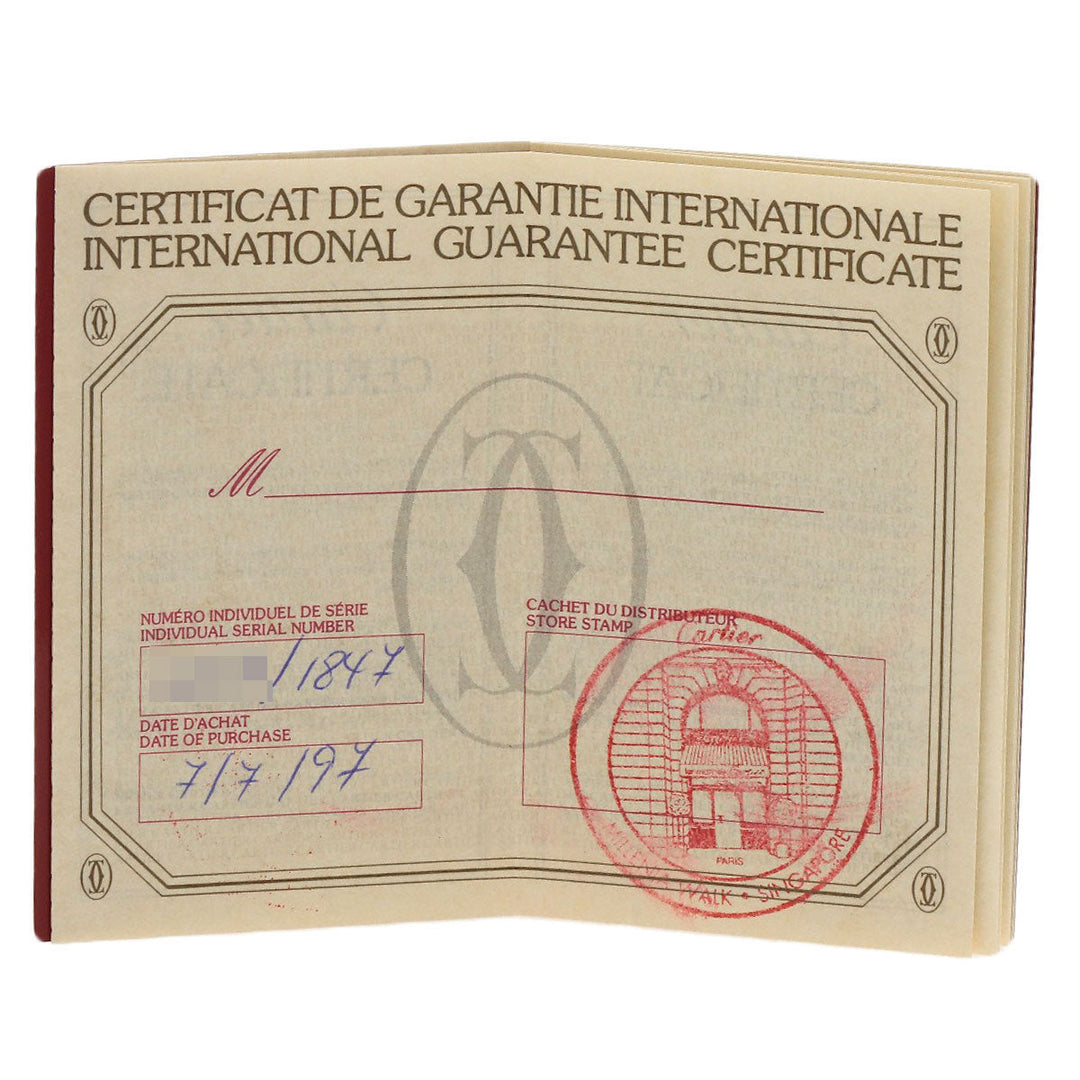 CERTIFICAT DE GARANTIE INTERNATIONALE
INTERNATIONAL GUARANTEE CERTIFICATE
M
NUMÉRO INDIVIDUEL DE SÉRIE
INDIVIDUAL SERIAL NUMBER
/1847
DATE D'ACHAT
DATE OF PURCHASE
7/7/97
CACHET DU DISTRIBUTEUR
STORE STAMP
Cartier
PARIS
MILLENIA WALK • SINGAPORE